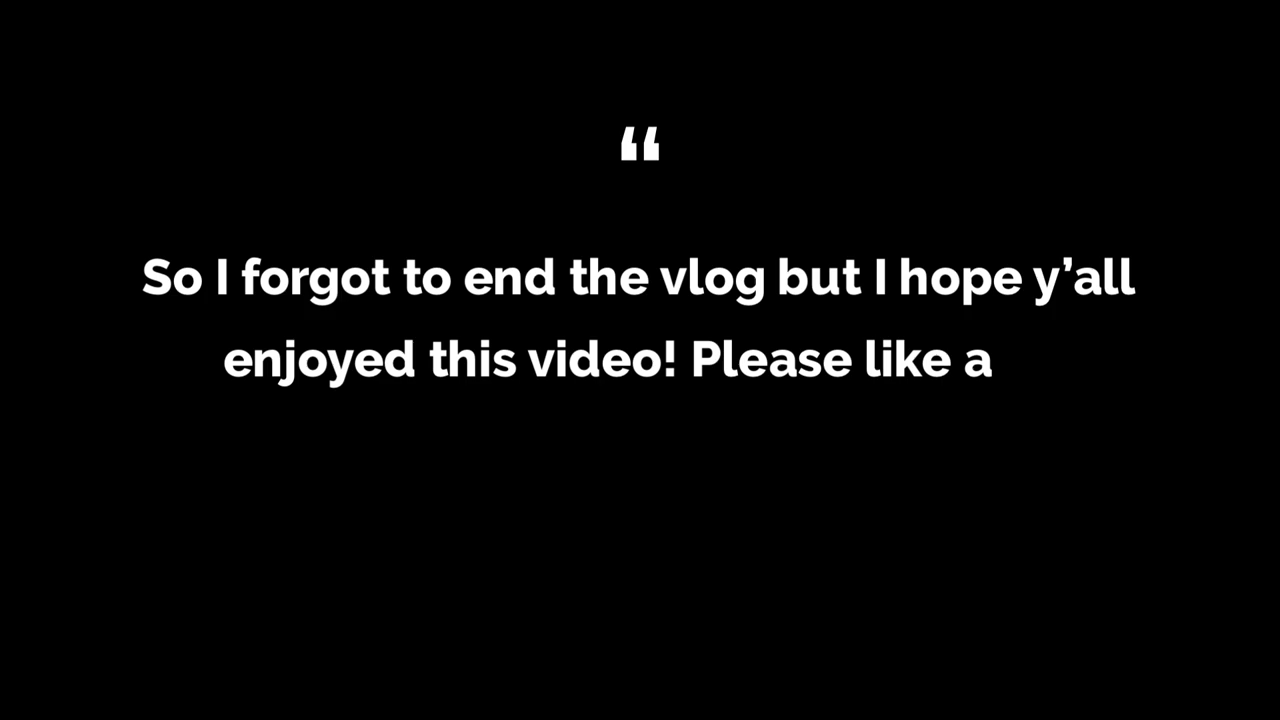 “
So I forgot to end the vlog but I hope y’all
enjoyed this video! Please like a